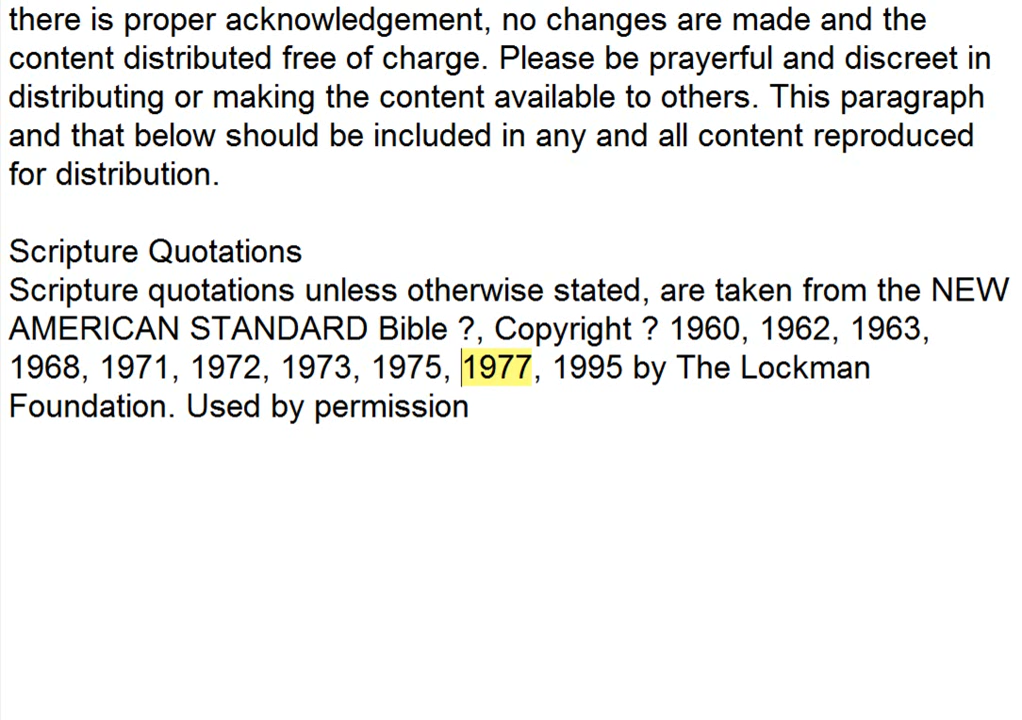 there is proper acknowledgement, no changes are made and the
content distributed free of charge. Please be prayerful and discreet in
distributing or making the content available to others. This paragraph
and that below should be included in any and all content reproduced
for distribution.
Scripture Quotations
Scripture quotations unless otherwise stated, are taken from the NEW
AMERICAN STANDARD Bible ?, Copyright ? 1960, 1962, 1963,
1968, 1971, 1972, 1973, 1975, 1977, 1995 by The Lockman
Foundation. Used by permission